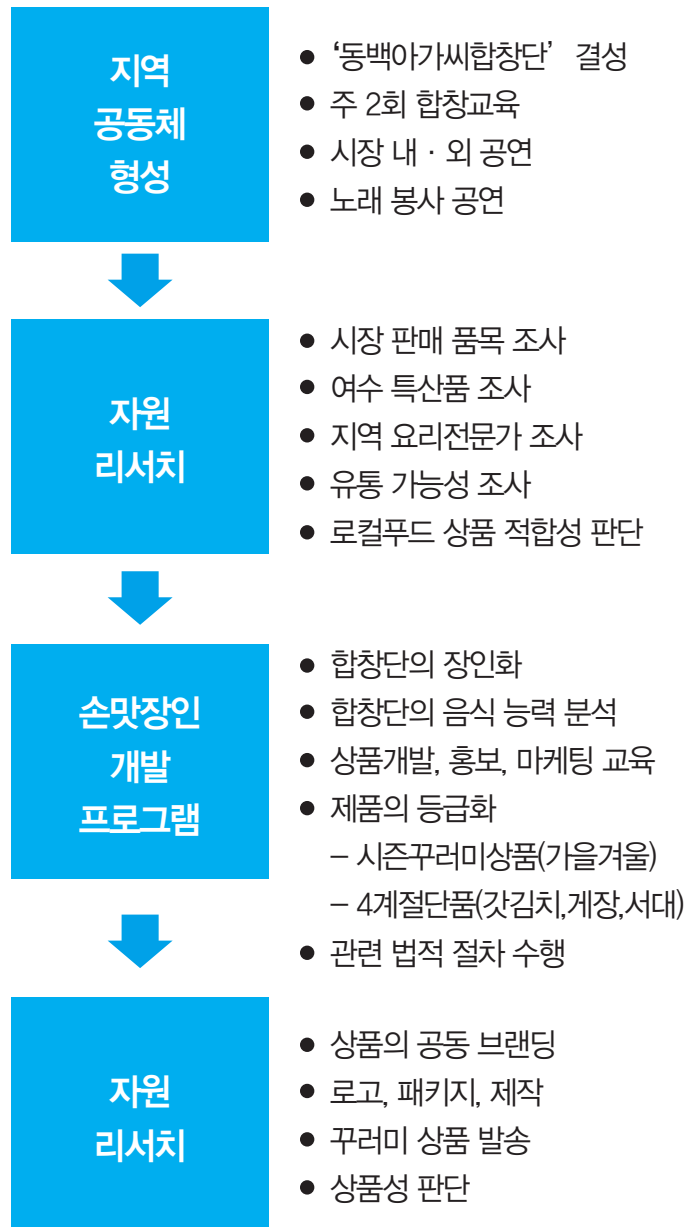 지역
공동체
형성
● ‘동백아가씨합창단’ 결성
● 주 2회 합창교육
● 시장 내 · 외 공연
● 노래 봉사 공연
자원
리서치
● 시장 판매 품목 조사
● 여수 특산품 조사
● 지역 요리전문가 조사
● 유통 가능성 조사
● 로컬푸드 상품 적합성 판단
손맛장인
개발
프로그램
● 합창단의 장인화
● 합창단의 음식 능력 분석
● 상품개발, 홍보, 마케팅 교육
● 제품의 등급화
– 시즌꾸러미상품(가을겨울)
– 4계절단품(갓김치,게장,서대)
● 관련 법적 절차 수행
자원
리서치
● 상품의 공동 브랜딩
● 로고, 패키지, 제작
● 꾸러미 상품 발송
● 상품성 판단